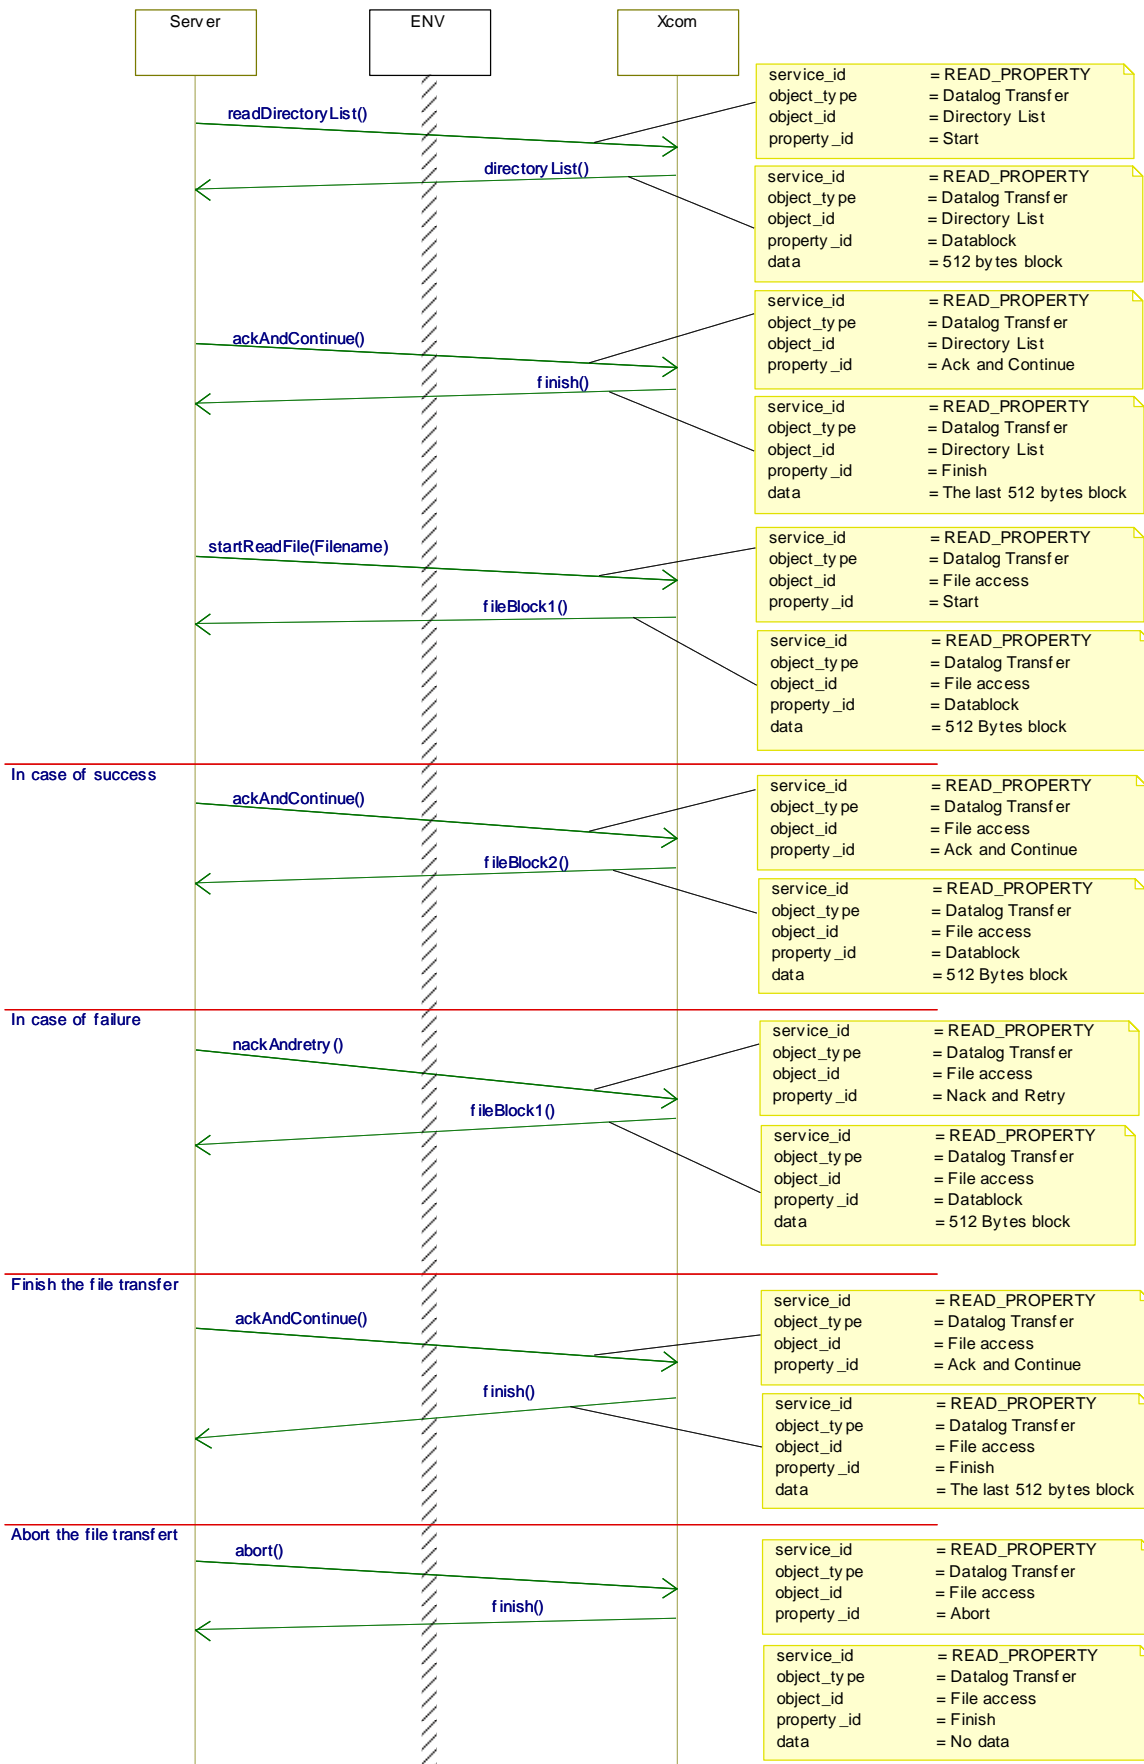 Server
ENV
Xcom
service_id = READ_PROPERTY
object_type = Datalog Transfer
object_id = Directory List
property_id = Start
readDirectoryList()
directoryList()
service_id = READ_PROPERTY
object_type = Datalog Transfer
object_id = Directory List
property_id = Datablock
data = 512 bytes block
service_id = READ_PROPERTY
object_type = Datalog Transfer
object_id = Directory List
property_id = Ack and Continue
ackAndContinue()
finish()
service_id = READ_PROPERTY
object_type = Datalog Transfer
object_id = Directory List
property_id = Finish
data = The last 512 bytes block
startReadFile(Filename)
service_id = READ_PROPERTY
object_type = Datalog Transfer
object_id = File access
property_id = Start
fileBlock1()
service_id = READ_PROPERTY
object_type = Datalog Transfer
object_id = File access
property_id = Datablock
data = 512 Bytes block
In case of success
ackAndContinue()
service_id = READ_PROPERTY
object_type = Datalog Transfer
object_id = File access
property_id = Ack and Continue
fileBlock2()
service_id = READ_PROPERTY
object_type = Datalog Transfer
object_id = File access
property_id = Datablock
data = 512 Bytes block
In case of failure
nackAndretry()
service_id = READ_PROPERTY
object_type = Datalog Transfer
object_id = File access
property_id = Nack and Retry
fileBlock1()
service_id = READ_PROPERTY
object_type = Datalog Transfer
object_id = File access
property_id = Datablock
data = 512 Bytes block
Finish the file transfer
ackAndContinue()
service_id = READ_PROPERTY
object_type = Datalog Transfer
object_id = File access
property_id = Ack and Continue
finish()
service_id = READ_PROPERTY
object_type = Datalog Transfer
object_id = File access
property_id = Finish
data = The last 512 bytes block
Abort the file transfert
abort()
service_id = READ_PROPERTY
object_type = Datalog Transfer
object_id = File access
property_id = Abort
finish()
service_id = READ_PROPERTY
object_type = Datalog Transfer
object_id = File access
property_id = Finish
data = No data